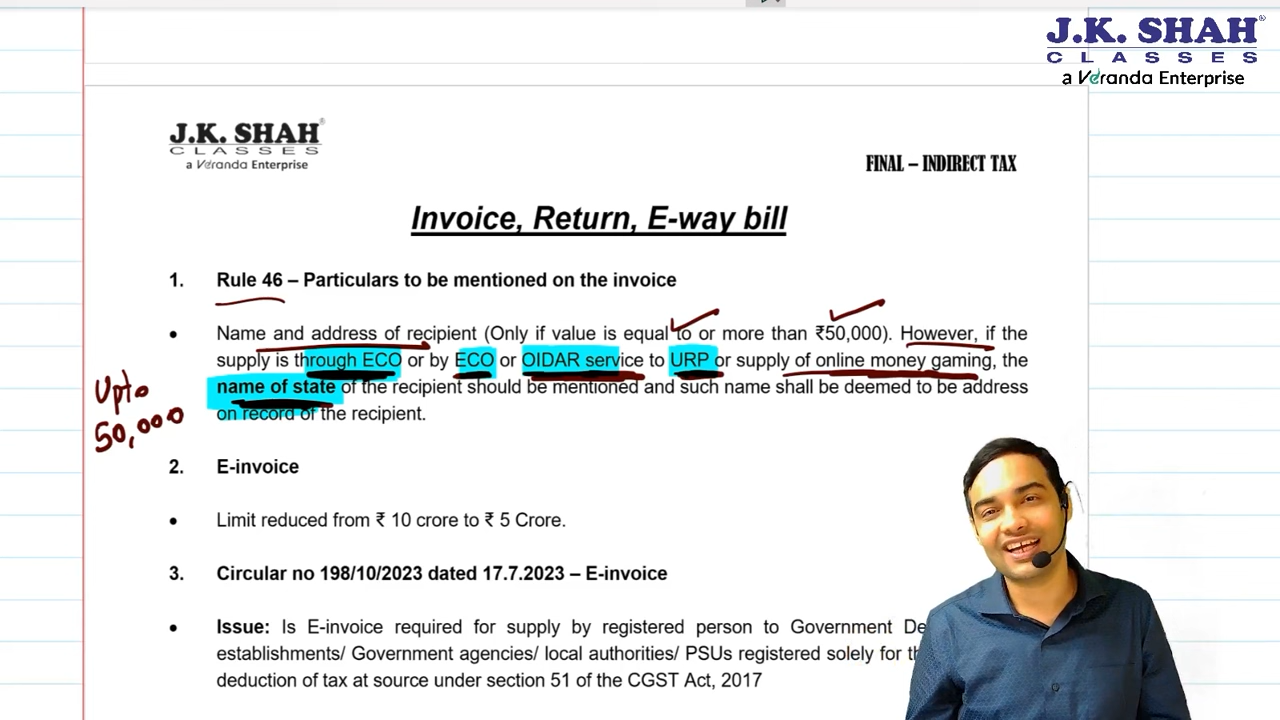 J.K. SHAH®
CLASSES
a Veranda Enterprise
J.K. SHAH®
CLASSES
a Veranda Enterprise
FINAL – INDIRECT TAX
Invoice, Return, E-way bill
1. Rule 46 – Particulars to be mentioned on the invoice
• Name and address of recipient (Only if value is equal to or more than ₹50,000). However, if the
supply is through ECO or by ECO or OIDAR service to URP or supply of online money gaming, the
name of state of the recipient should be mentioned and such name shall be deemed to be address
on record of the recipient.
Upto
50,000
2. E-invoice
• Limit reduced from ₹ 10 crore to ₹ 5 Crore.
3. Circular no 198/10/2023 dated 17.7.2023 – E-invoice
• Issue: Is E-invoice required for supply by registered person to Government De
establishments/ Government agencies/ local authorities/ PSUs registered solely for th
deduction of tax at source under section 51 of the CGST Act, 2017